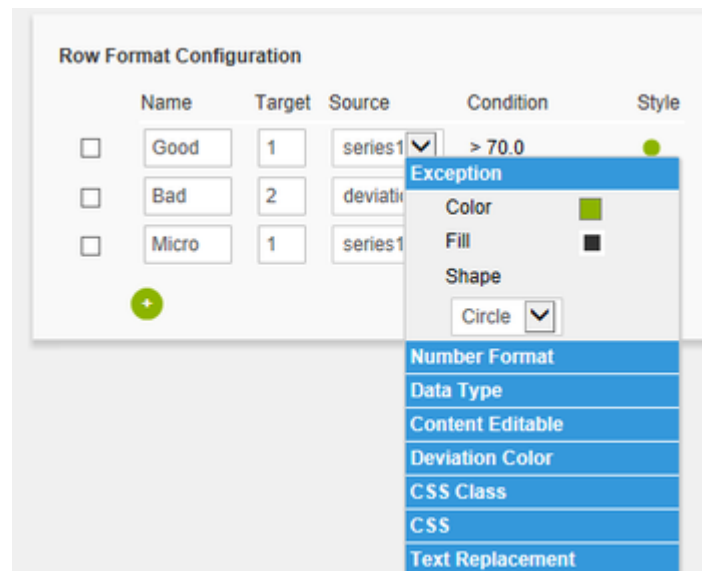 Row Format Configuration
Name Target Source Condition Style
Good 1 series1 > 70.0
Exception
Bad 2
Color
Fill
Micro 1 series1
Shape
Circle
Number Format
Data Type
Content Editable
Deviation Color
CSS Class
CSS
Text Replacement